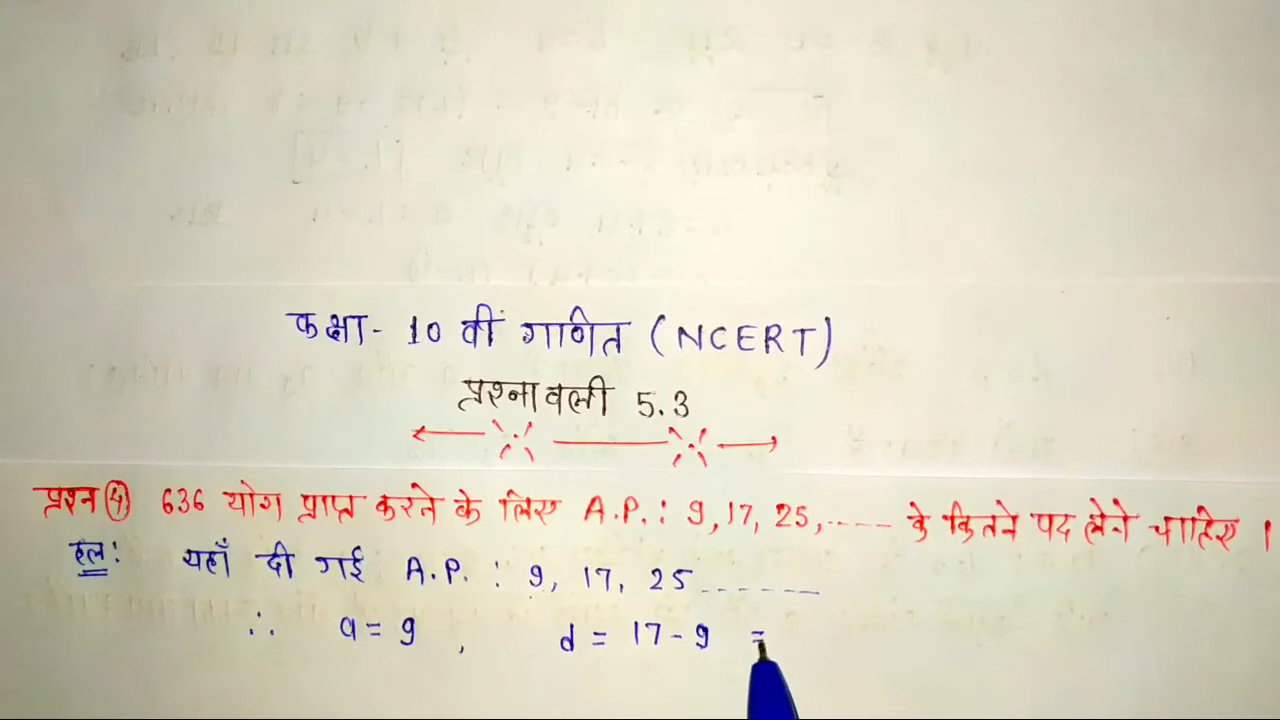 कक्षा - 10 वीं गणित (NCERT)
प्रश्नावली 5.3
प्रश्न 4 636 योग प्राप्त करने के लिए A.P. : 9, 17, 25, ---- के कितने पद लेने चाहिए ।
हल : यहाँ दी गई A.P. : 9, 17, 25 ------
∴ a = 9 , d = 17 - 9 =